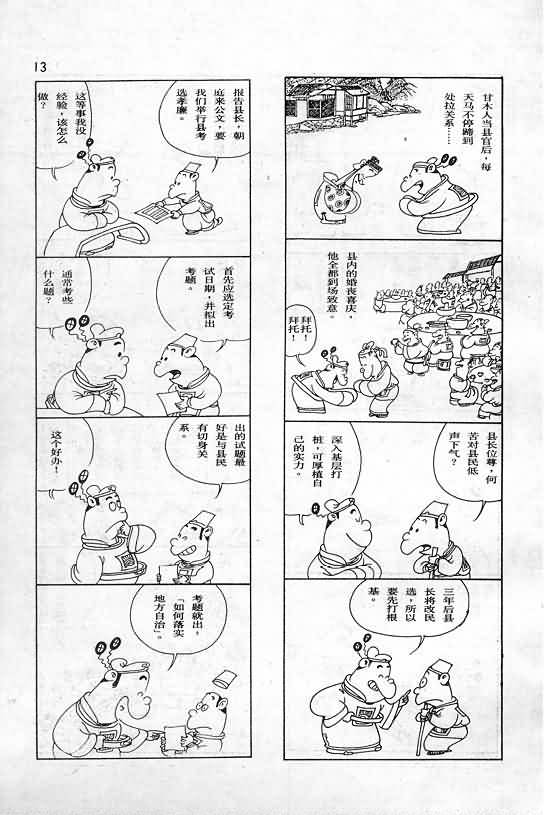 13
甘木人当县官后，每
天马不停蹄到
处拉关系……
县内的婚丧喜庆，
他全都到场致意。
拜托！
拜托！
县长位尊，何
苦对县民低
声下气？
深入基层打
桩，可厚植自
己的实力。
三年后县
长将改民
选，所以
要先打根
基。
报告县长，朝
庭来公文，要
我们举行县考
选孝廉。
这等事我没
经验，该怎么
做？
首先应选定考
试日期，并拟出
考题。
通常考些
什么题？
出的试题最
好是与县民
有切身关
系。
这个好办！
考题就出，
「如何落实
地方自治」。